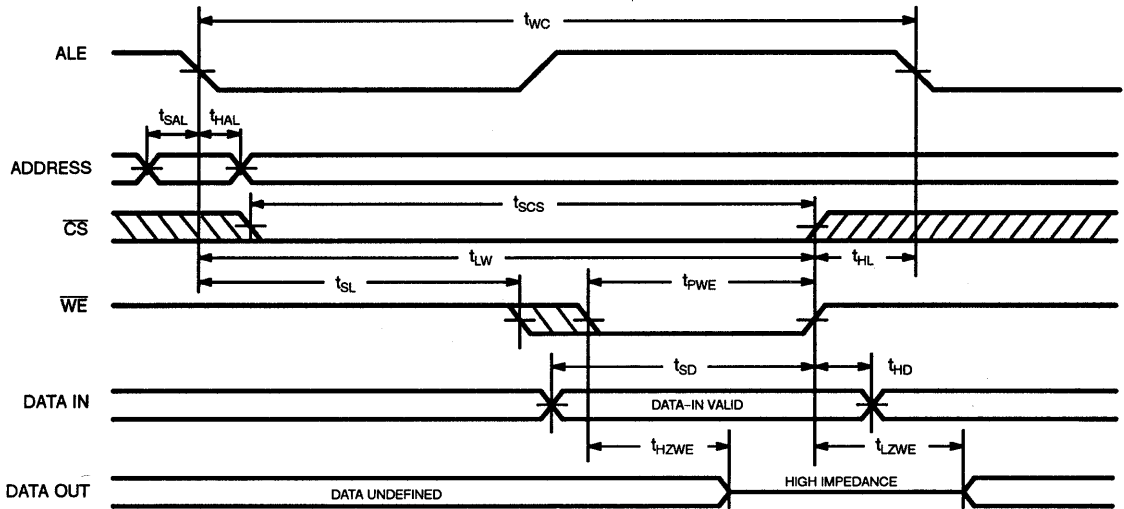 tWC
ALE
tSAL tHAL
ADDRESS
tSCS
CS
tLW tHL
tSL tPWE
WE
tSD tHD
DATA IN DATA-IN VALID
tHZWE tLZWE
HIGH IMPEDANCE
DATA OUT DATA UNDEFINED